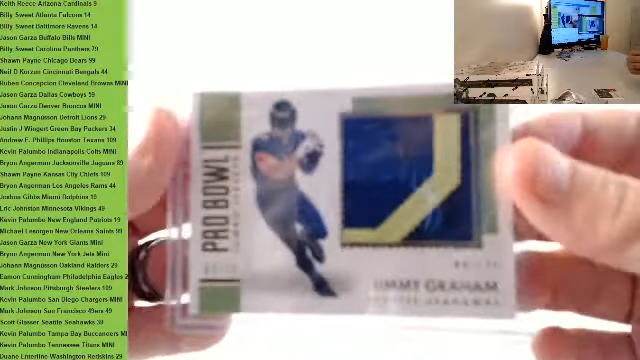 Keith Reece Arizona Cardinals 9
Billy Sweet Atlanta Falcons 14
Billy Sweet Baltimore Ravens 14
Jason Garza Buffalo Bills MINI
Billy Sweet Carolina Panthers 79
Shawn Payne Chicago Bears 99
Neil D Korzun Cincinnati Bengals 44
Ruben Concepcion Cleveland Browns MINI
Jason Garza Dallas Cowboys 59
Jason Garza Denver Broncos MINI
Johann Magnusson Detroit Lions 29
Justin J Wingert Green Bay Packers 34
Andrew E. Phillips Houston Texans 109
Kevin Palumbo Indianapolis Colts MINI
Bryon Angerman Jacksonville Jaguars 89
Shawn Payne Kansas City Chiefs 109
Bryon Angerman Los Angeles Rams 44
Joshua Gibbs Miami Dolphins 19
Eric Johnston Minnesota Vikings 49
Kevin Palumbo New England Patriots 19
Michael Lesorgen New Orleans Saints 99
Jason Garza New York Giants Mini
Bryon Angerman New York Jets Mini
Johann Magnusson Oakland Raiders 29
Eamon Cunningham Philadelphia Eagles 2
Mark Johnson Pittsburgh Steelers 109
Kevin Palumbo San Diego Chargers MINI
Mark Johnson San Francisco 49ers 49
Scott Glasser Seattle Seahawks 39
Kevin Palumbo Tampa Bay Buccaneers MI
Kevin Palumbo Tennessee Titans MINI
Duane Enterline Washington Redskins 29
PRO BOWL
JIMMY GRAHAM